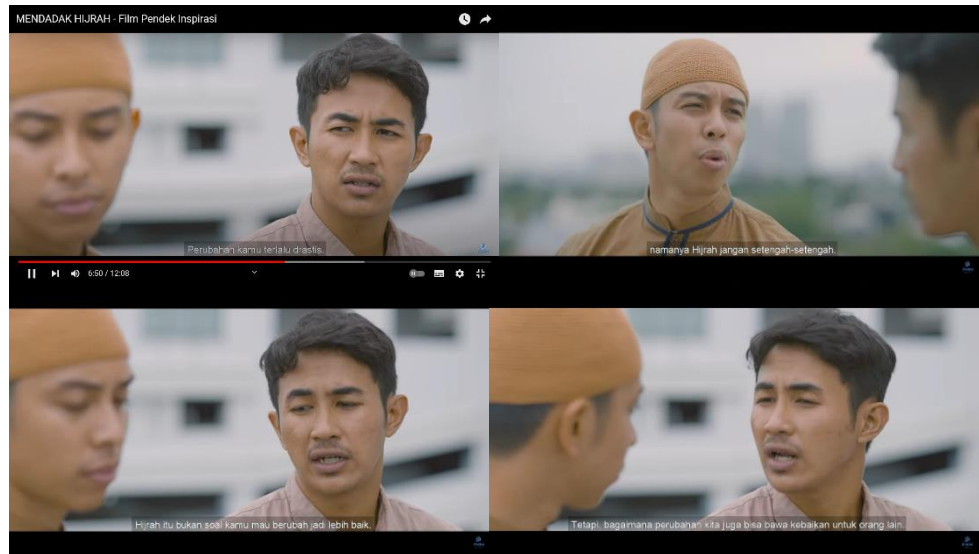 MENDADAK HIJRAH - Film Pendek Inspirasi
Perubahan kamu terlalu drastis.
namanya Hijrah jangan setengah-setengah.
6:50 / 12:08
Hijrah itu bukan soal kamu mau berubah jadi lebih baik.
Tetapi, bagaimana perubahan kita juga bisa bawa kebaikan untuk orang lain.